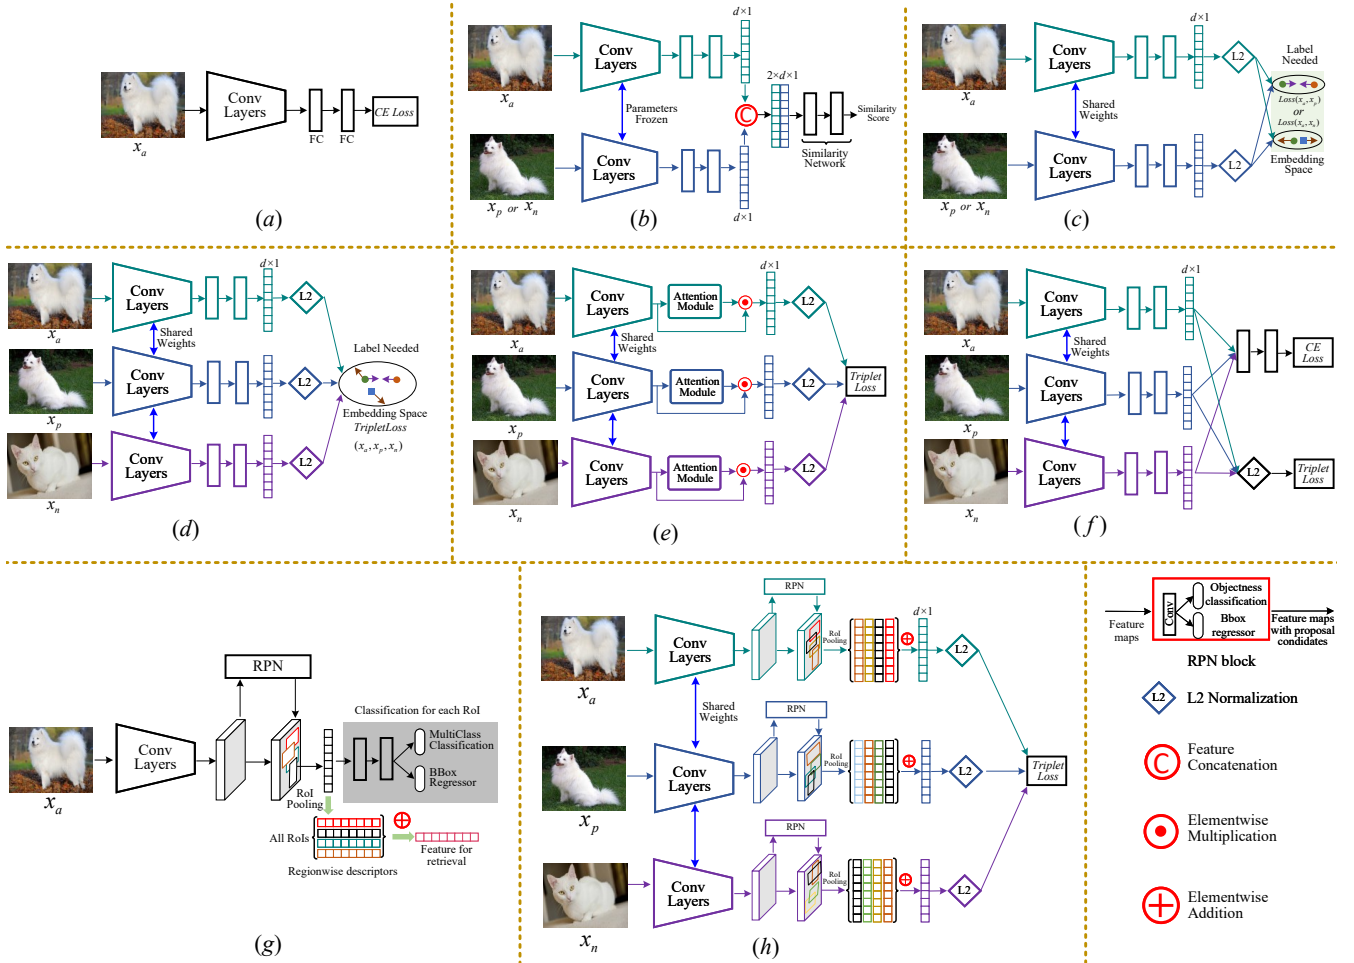 x_a
Conv
Layers
FC
FC
CE Loss
(a)
x_a
Conv
Layers
d×1
Parameters
Frozen
C
2×d×1
Similarity
Score
Similarity
Network
x_p or x_n
Conv
Layers
d×1
(b)
x_a
Conv
Layers
d×1
L2
Label
Needed
Shared
Weights
Loss(x_a, x_p)
or
Loss(x_a, x_n)
Embedding
Space
x_p or x_n
Conv
Layers
L2
(c)
x_a
Conv
Layers
d×1
L2
Shared
Weights
Label Needed
x_p
Conv
Layers
L2
Embedding Space
TripletLoss
(x_a, x_p, x_n)
x_n
Conv
Layers
L2
(d)
x_a
Conv
Layers
Attention
Module
d×1
L2
Shared
Weights
x_p
Conv
Layers
Attention
Module
L2
Triplet
Loss
x_n
Conv
Layers
Attention
Module
L2
(e)
x_a
Conv
Layers
d×1
Shared
Weights
CE
Loss
x_p
Conv
Layers
x_n
Conv
Layers
L2
Triplet
Loss
(f)
x_a
Conv
Layers
RPN
RoI
Pooling
Classification for each RoI
MultiClass
Classification
BBox
Regressor
All RoIs
Regionwise descriptors
Feature for
retrieval
(g)
x_a
Conv
Layers
RPN
RoI
Pooling
d×1
L2
Shared
Weights
x_p
Conv
Layers
RPN
RoI
Pooling
L2
Triplet
Loss
x_n
Conv
Layers
RPN
RoI
Pooling
L2
(h)
Feature
maps
Conv
Objectness
classification
Bbox
regressor
Feature maps
with proposal
candidates
RPN block
L2
L2 Normalization
C
Feature
Concatenation
Elementwise
Multiplication
Elementwise
Addition